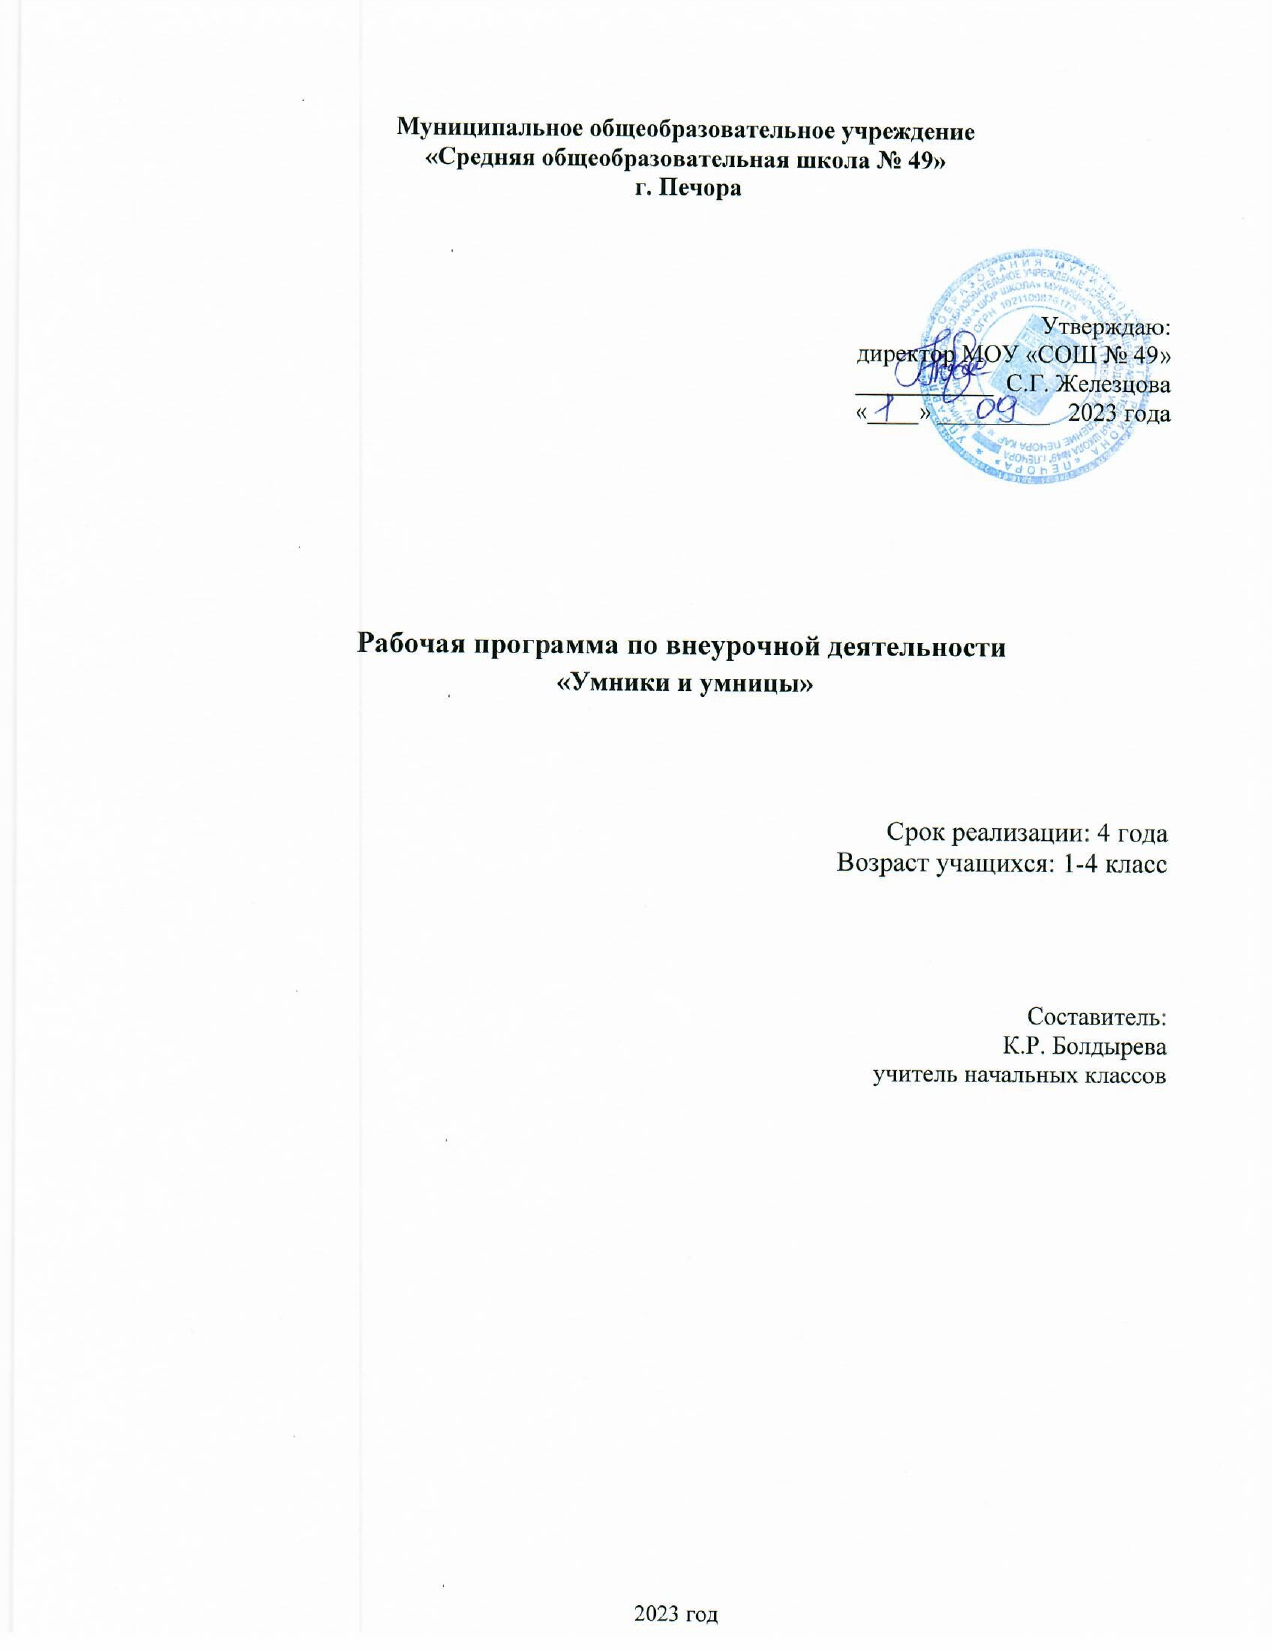 Муниципальное общеобразовательное учреждение
«Средняя общеобразовательная школа № 49»
г. Печора
Утверждаю:
директор МОУ «СОШ № 49»
____________ С.Г. Железцова
« 1 » 09 2023 года
Рабочая программа по внеурочной деятельности
«Умники и умницы»
Срок реализации: 4 года
Возраст учащихся: 1-4 класс
Составитель:
К.Р. Болдырева
учитель начальных классов
2023 год